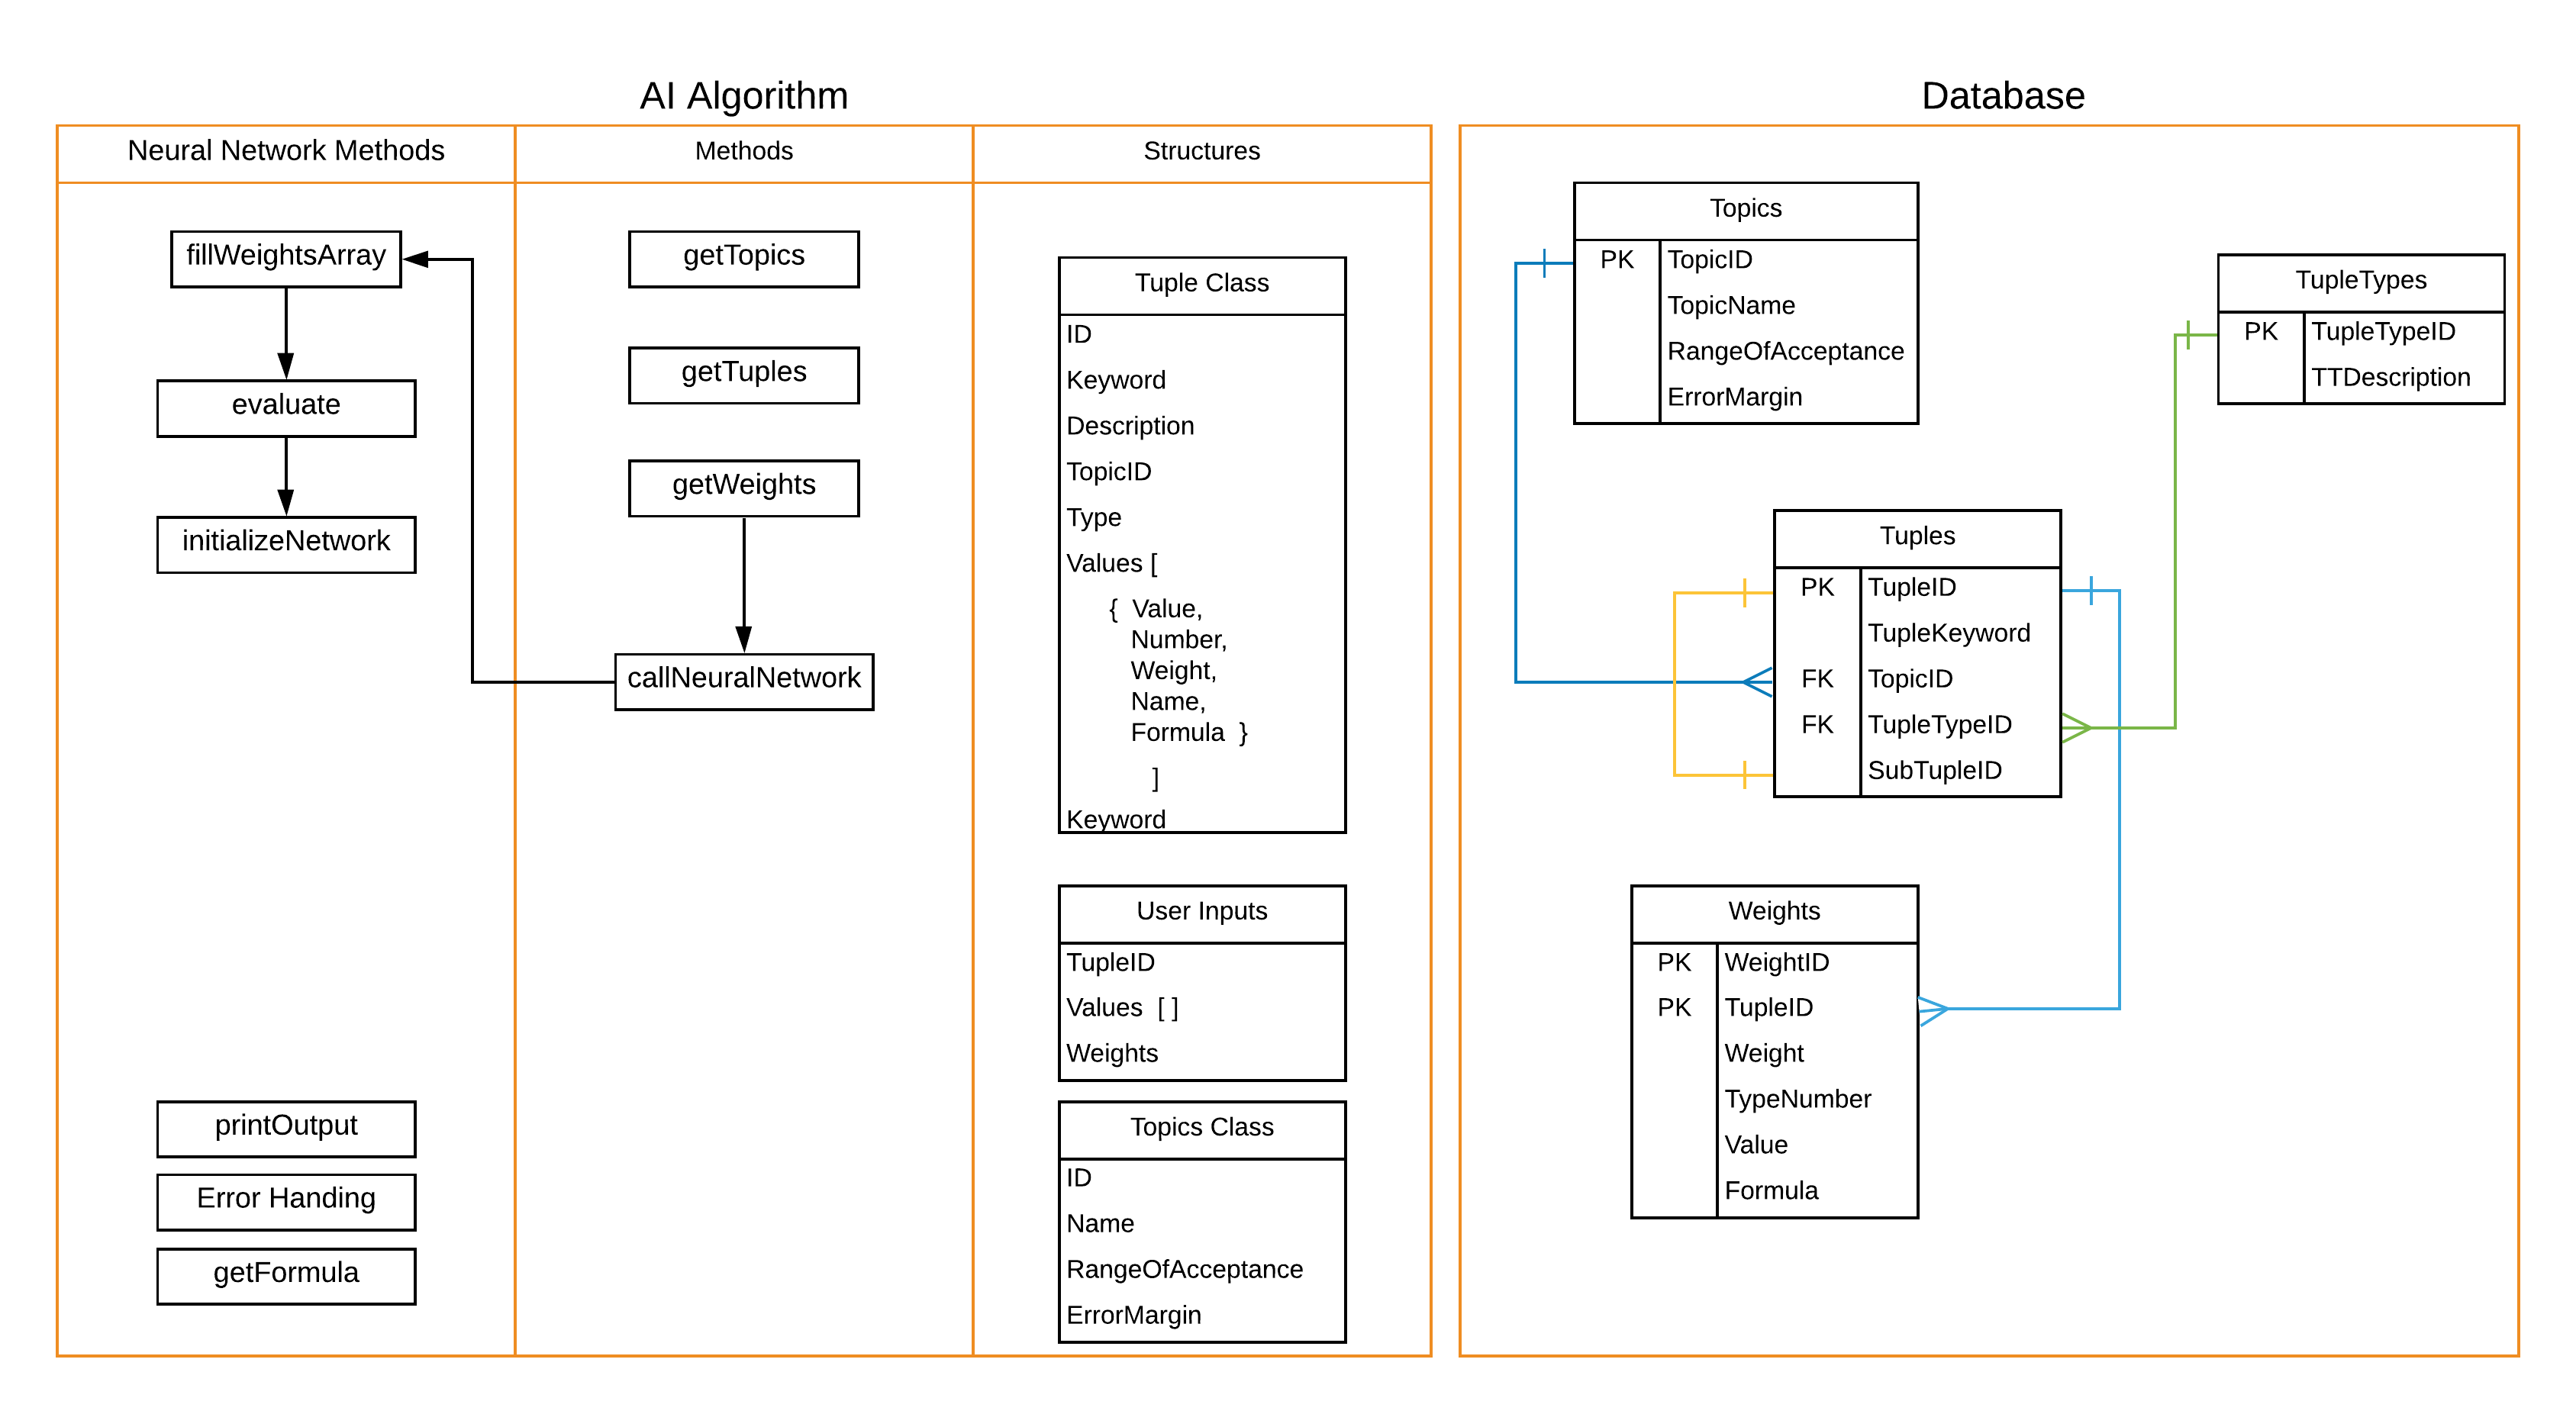 AI Algorithm
Neural Network Methods
Methods
Structures
fillWeightsArray
evaluate
initializeNetwork
printOutput
Error Handing
getFormula
getTopics
getTuples
getWeights
callNeuralNetwork
Tuple Class
ID
Keyword
Description
TopicID
Type
Values [
{ Value,
Number,
Weight,
Name,
Formula }
]
Keyword
User Inputs
TupleID
Values [ ]
Weights
Topics Class
ID
Name
RangeOfAcceptance
ErrorMargin
Database
Topics
PK TopicID
TopicName
RangeOfAcceptance
ErrorMargin
TupleTypes
PK TupleTypeID
TTDescription
Tuples
PK TupleID
TupleKeyword
FK TopicID
FK TupleTypeID
SubTupleID
Weights
PK WeightID
PK TupleID
Weight
TypeNumber
Value
Formula